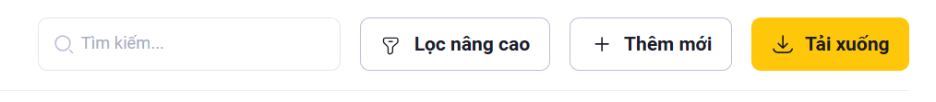 Tìm kiếm... Lọc nâng cao Thêm mới Tải xuống